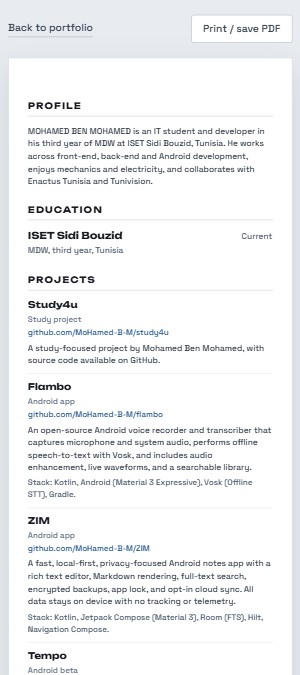 Back to portfolio
Print / save PDF
PROFILE
MOHAMED BEN MOHAMED is an IT student and developer in
his third year of MDW at ISET Sidi Bouzid, Tunisia. He works
across front-end, back-end and Android development,
enjoys mechanics and electricity, and collaborates with
Enactus Tunisia and Tunivision.
EDUCATION
ISET Sidi Bouzid
Current
MDW, third year, Tunisia
PROJECTS
Study4u
Study project
github.com/MoHamed-B-M/study4u
A study-focused project by Mohamed Ben Mohamed, with
source code available on GitHub.
Flambo
Android app
github.com/MoHamed-B-M/flambo
An open-source Android voice recorder and transcriber that
captures microphone and system audio, performs offline
speech-to-text with Vosk, and includes audio
enhancement, live waveforms, and a searchable library.
Stack: Kotlin, Android (Material 3 Expressive), Vosk (Offline
STT), Gradle.
ZIM
Android app
github.com/MoHamed-B-M/ZIM
A fast, local-first, privacy-focused Android notes app with a
rich text editor, Markdown rendering, full-text search,
encrypted backups, app lock, and opt-in cloud sync. All
data stays on device with no tracking or telemetry.
Stack: Kotlin, Jetpack Compose (Material 3), Room (FTS), Hilt,
Navigation Compose.
Tempo
Android beta